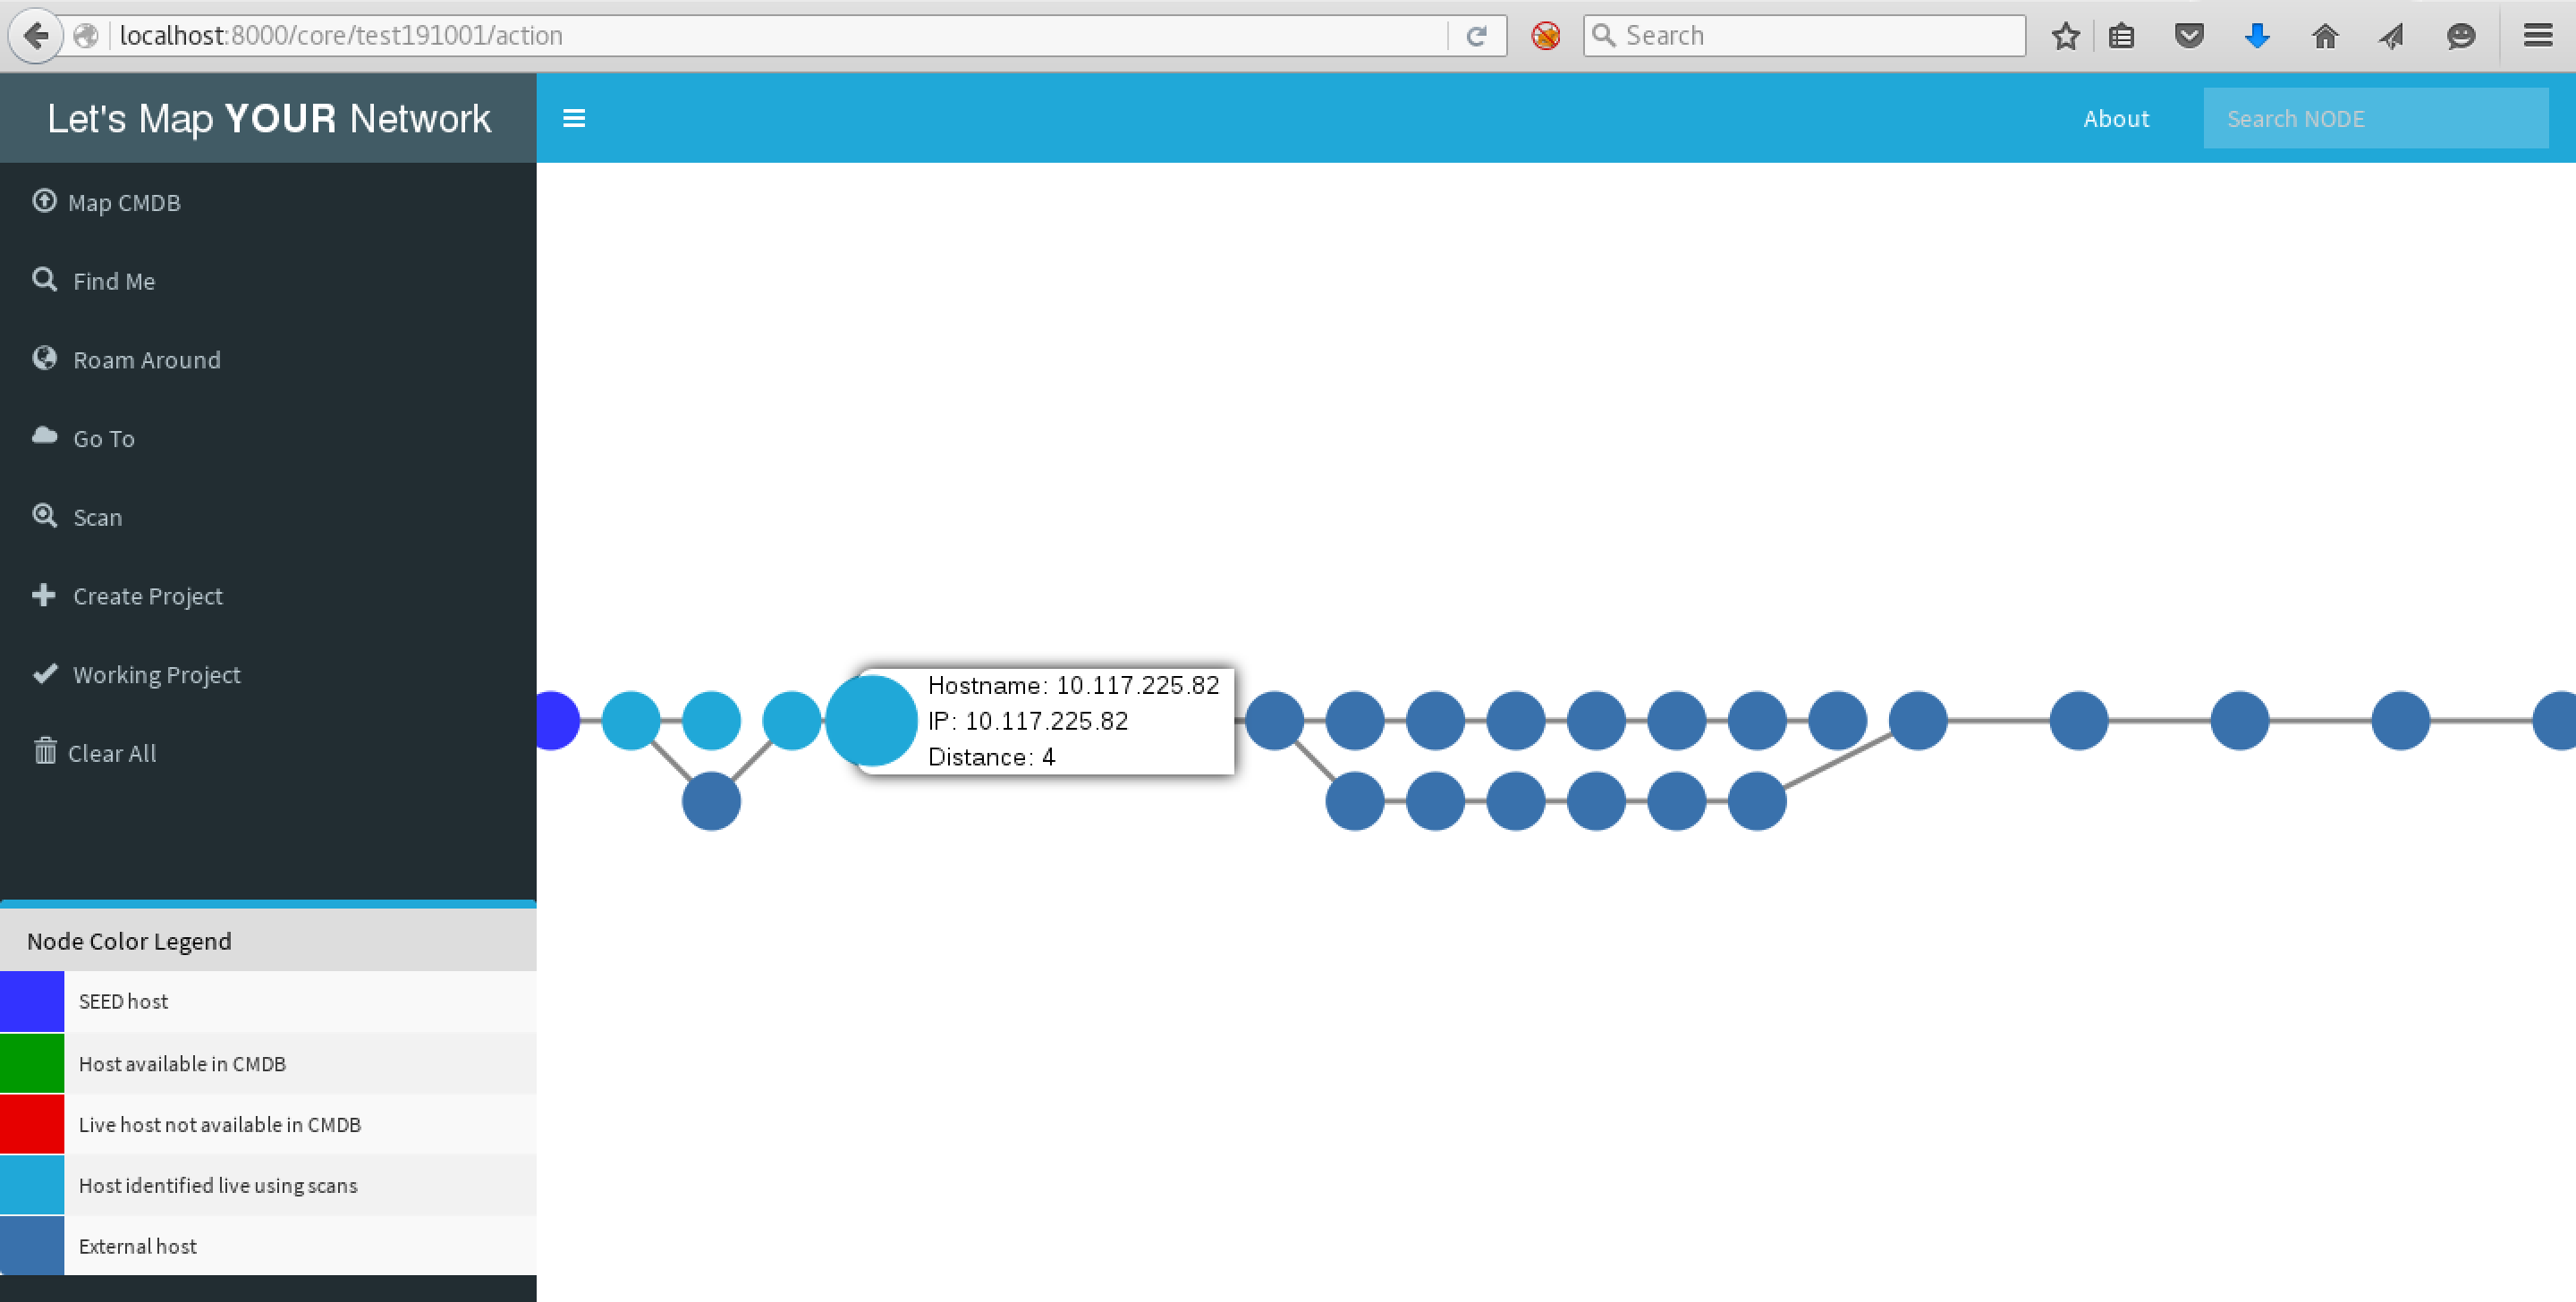 localhost:8000/core/test191001/action
Search
Let's Map YOUR Network
About
Search NODE
Map CMDB
Find Me
Roam Around
Go To
Scan
Create Project
Working Project
Clear All
Hostname: 10.117.225.82
IP: 10.117.225.82
Distance: 4
Node Color Legend
SEED host
Host available in CMDB
Live host not available in CMDB
Host identified live using scans
External host